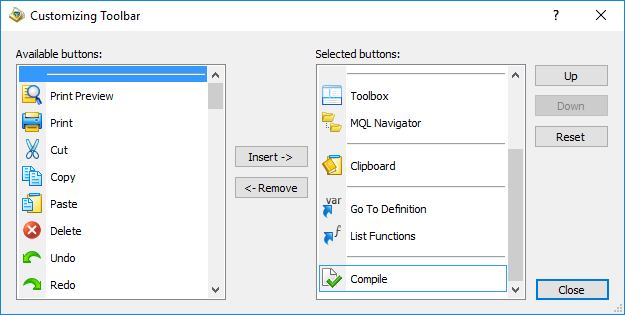 Customizing Toolbar
Available buttons:
Print Preview
Print
Cut
Copy
Paste
Delete
Undo
Redo
Insert ->
<- Remove
Selected buttons:
Toolbox
MQL Navigator
Clipboard
var
Go To Definition
f
List Functions
Compile
Up
Down
Reset
Close